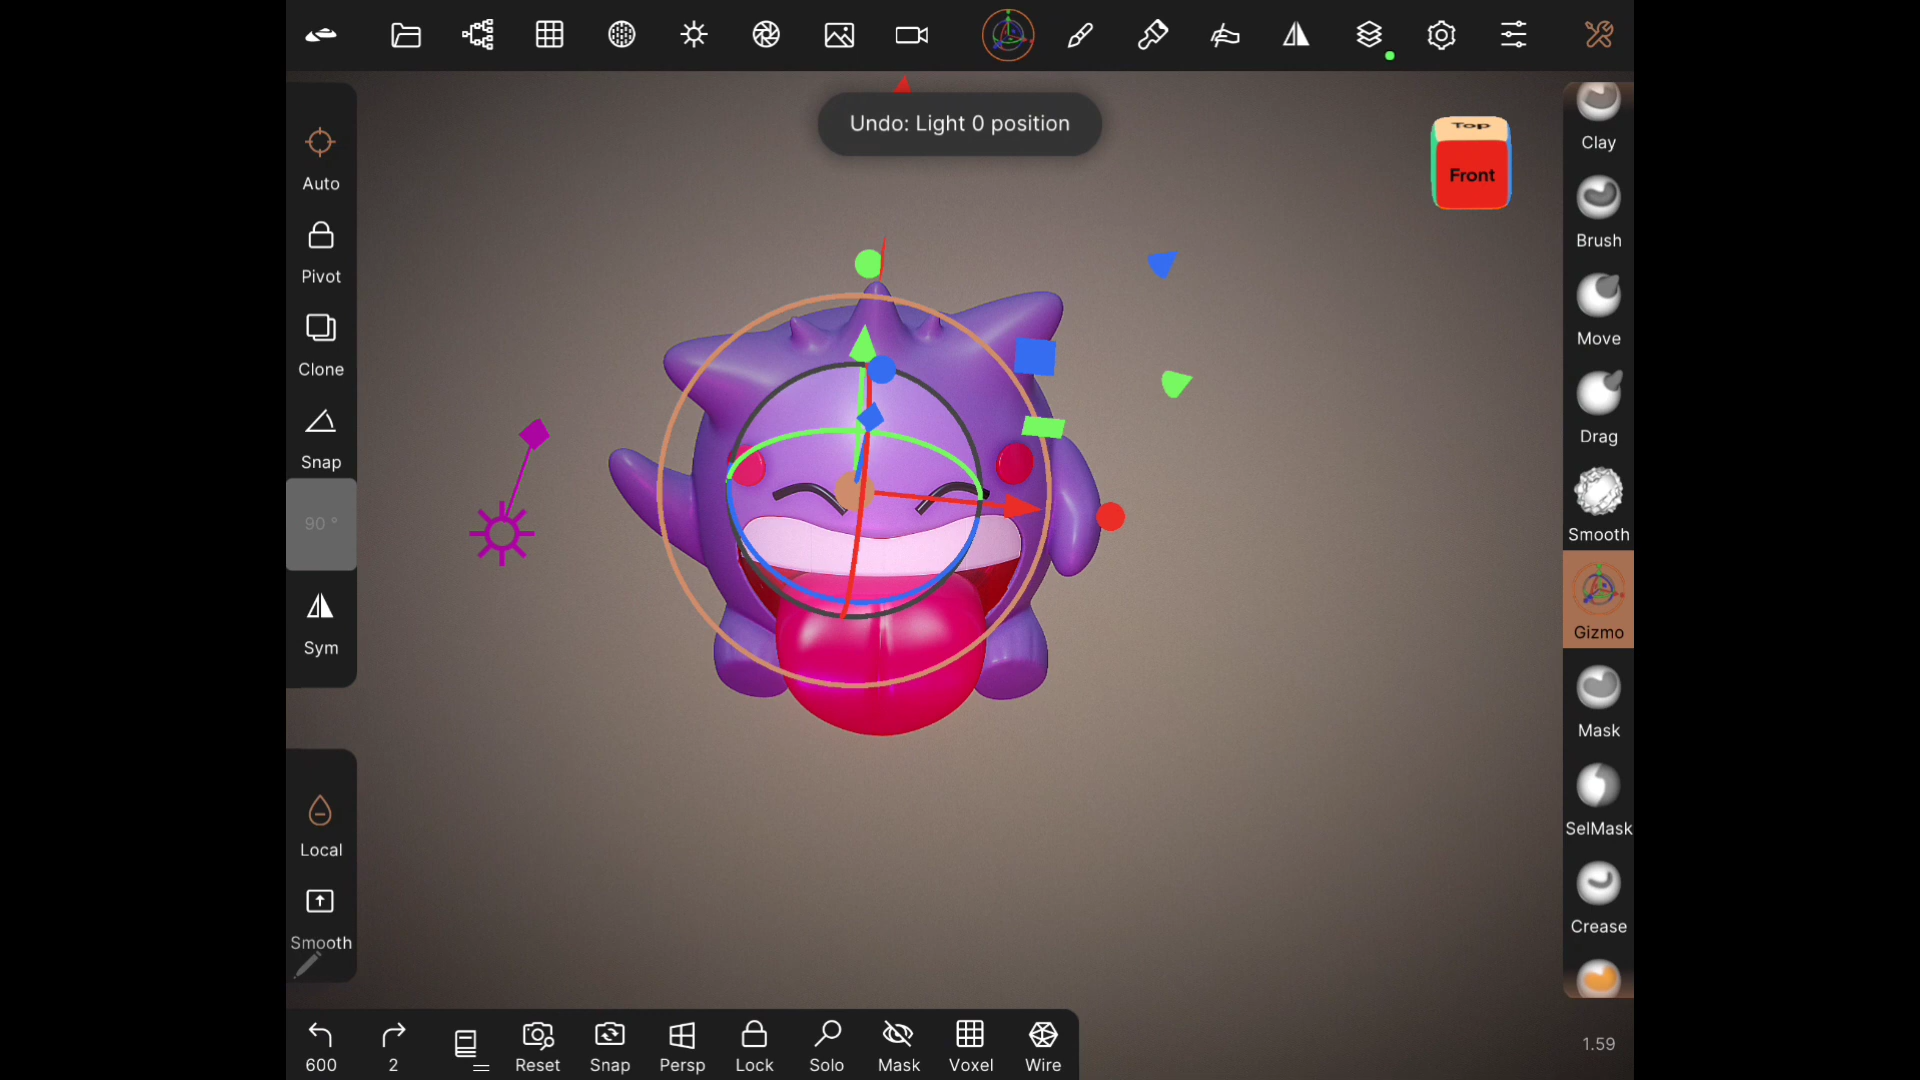 Undo: Light 0 position
Top
Front
Auto
Pivot
Clone
Snap
90 °
Sym
Local
Smooth
Clay
Brush
Move
Drag
Smooth
Gizmo
Mask
SelMask
Crease
600
2
Reset
Snap
Persp
Lock
Solo
Mask
Voxel
Wire
1.59